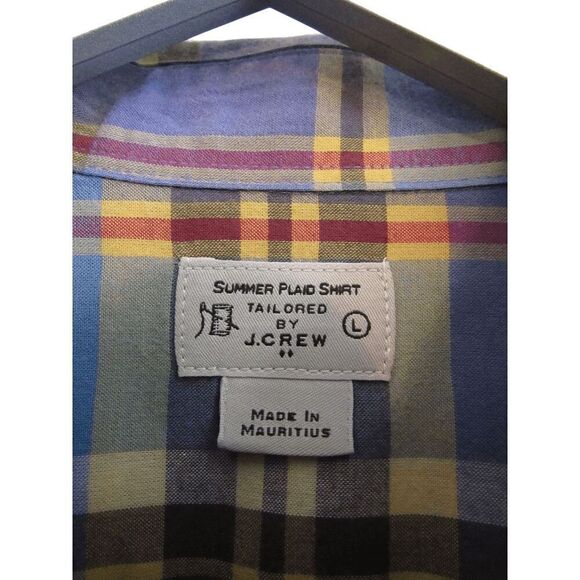 SUMMER PLAID SHIRT
TAILORED
BY
J.CREW
L
MADE IN
MAURITIUS